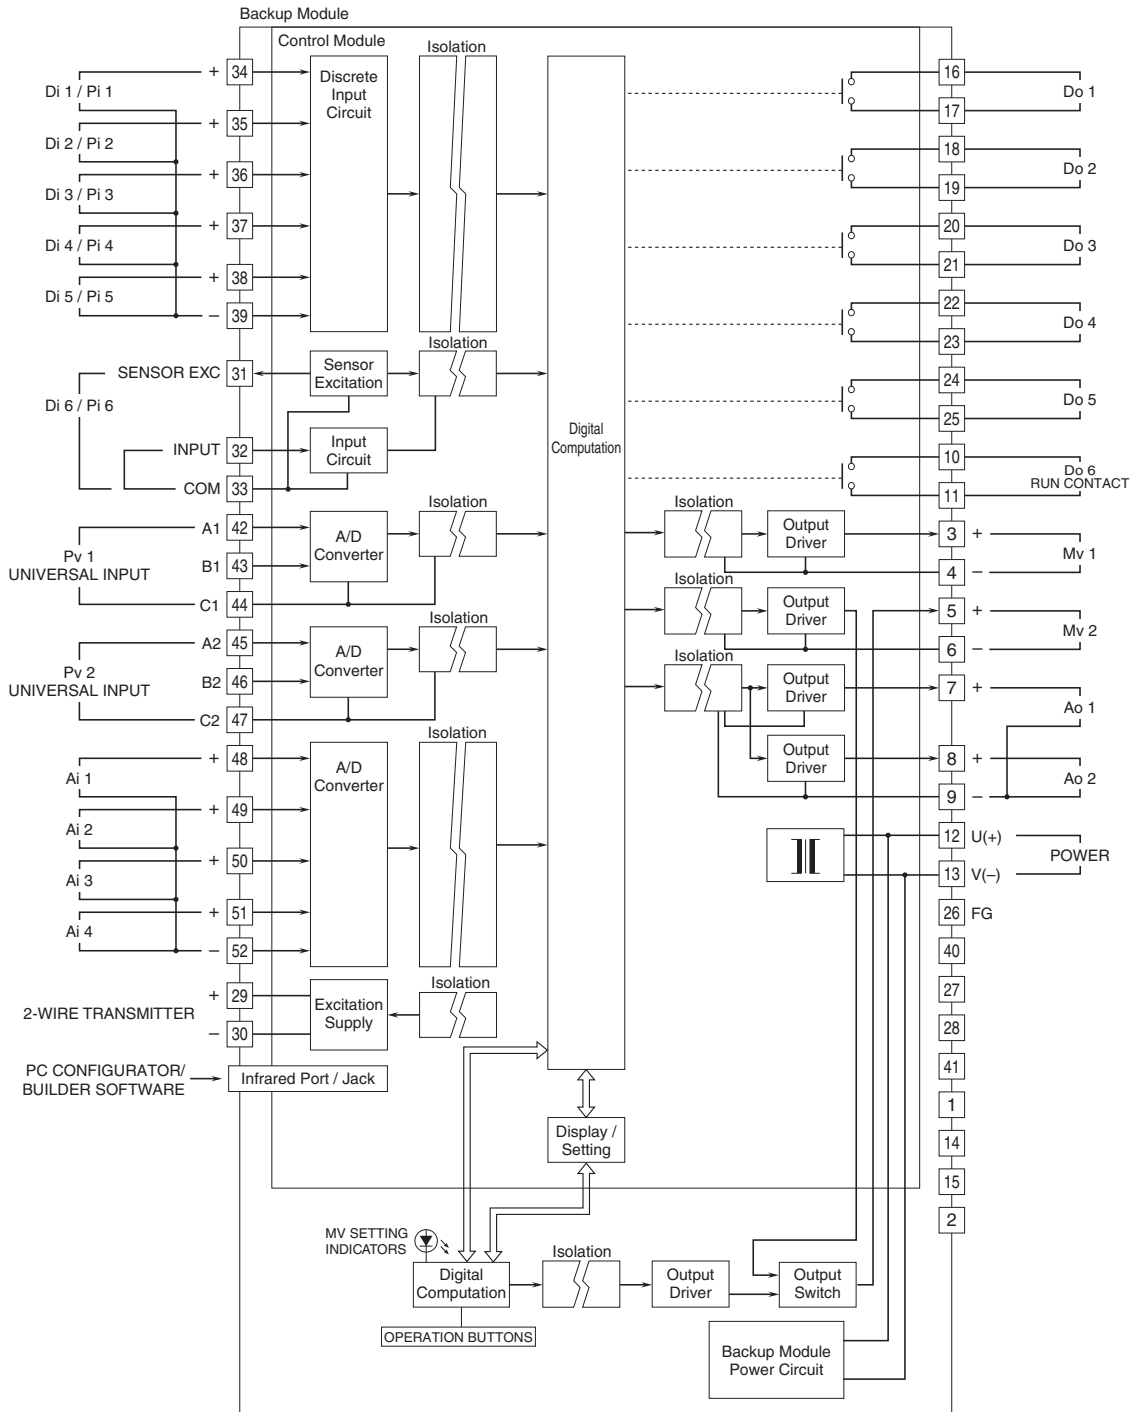 Backup Module
Control Module
Isolation
Discrete
Input
Circuit
Di 1 / Pi 1
+ 34
Di 2 / Pi 2
+ 35
Di 3 / Pi 3
+ 36
Di 4 / Pi 4
+ 37
Di 5 / Pi 5
+ 38
– 39
SENSOR EXC 31
Di 6 / Pi 6
INPUT 32
COM 33
Sensor
Excitation
Isolation
Input
Circuit
Pv 1
UNIVERSAL INPUT
A1 42
B1 43
C1 44
A/D
Converter
Isolation
Pv 2
UNIVERSAL INPUT
A2 45
B2 46
C2 47
A/D
Converter
Isolation
Ai 1
+ 48
Ai 2
+ 49
Ai 3
+ 50
Ai 4
+ 51
– 52
A/D
Converter
Isolation
2-WIRE TRANSMITTER
+ 29
– 30
Excitation
Supply
Isolation
PC CONFIGURATOR/
BUILDER SOFTWARE
Infrared Port / Jack
Digital
Computation
Display /
Setting
16
17
Do 1
18
19
Do 2
20
21
Do 3
22
23
Do 4
24
25
Do 5
10
11
Do 6
RUN CONTACT
Isolation
Output
Driver
3 +
4 –
Mv 1
Isolation
Output
Driver
5 +
6 –
Mv 2
Isolation
Output
Driver
7 +
Ao 1
Output
Driver
8 +
9 –
Ao 2
12 U(+)
13 V(–)
POWER
26 FG
40
27
28
41
1
14
15
2
MV SETTING
INDICATORS
Digital
Computation
OPERATION BUTTONS
Isolation
Output
Driver
Output
Switch
Backup Module
Power Circuit